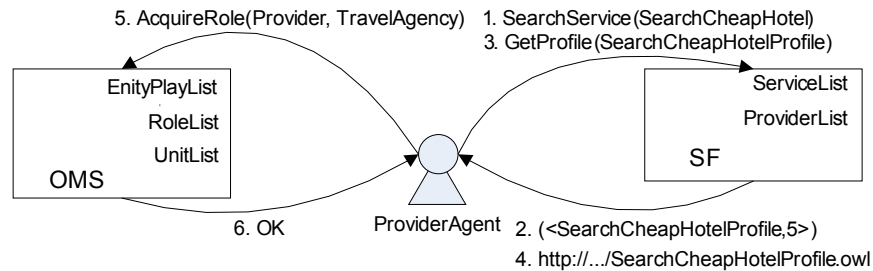 5. AcquireRole(Provider, TravelAgency)
1. SearchService(SearchCheapHotel)
3. GetProfile(SearchCheapHotelProfile)
EnityPlayList
RoleList
UnitList
OMS
ServiceList
ProviderList
SF
ProviderAgent
6. OK
2. (<SearchCheapHotelProfile,5>)
4. http://.../SearchCheapHotelProfile.owl